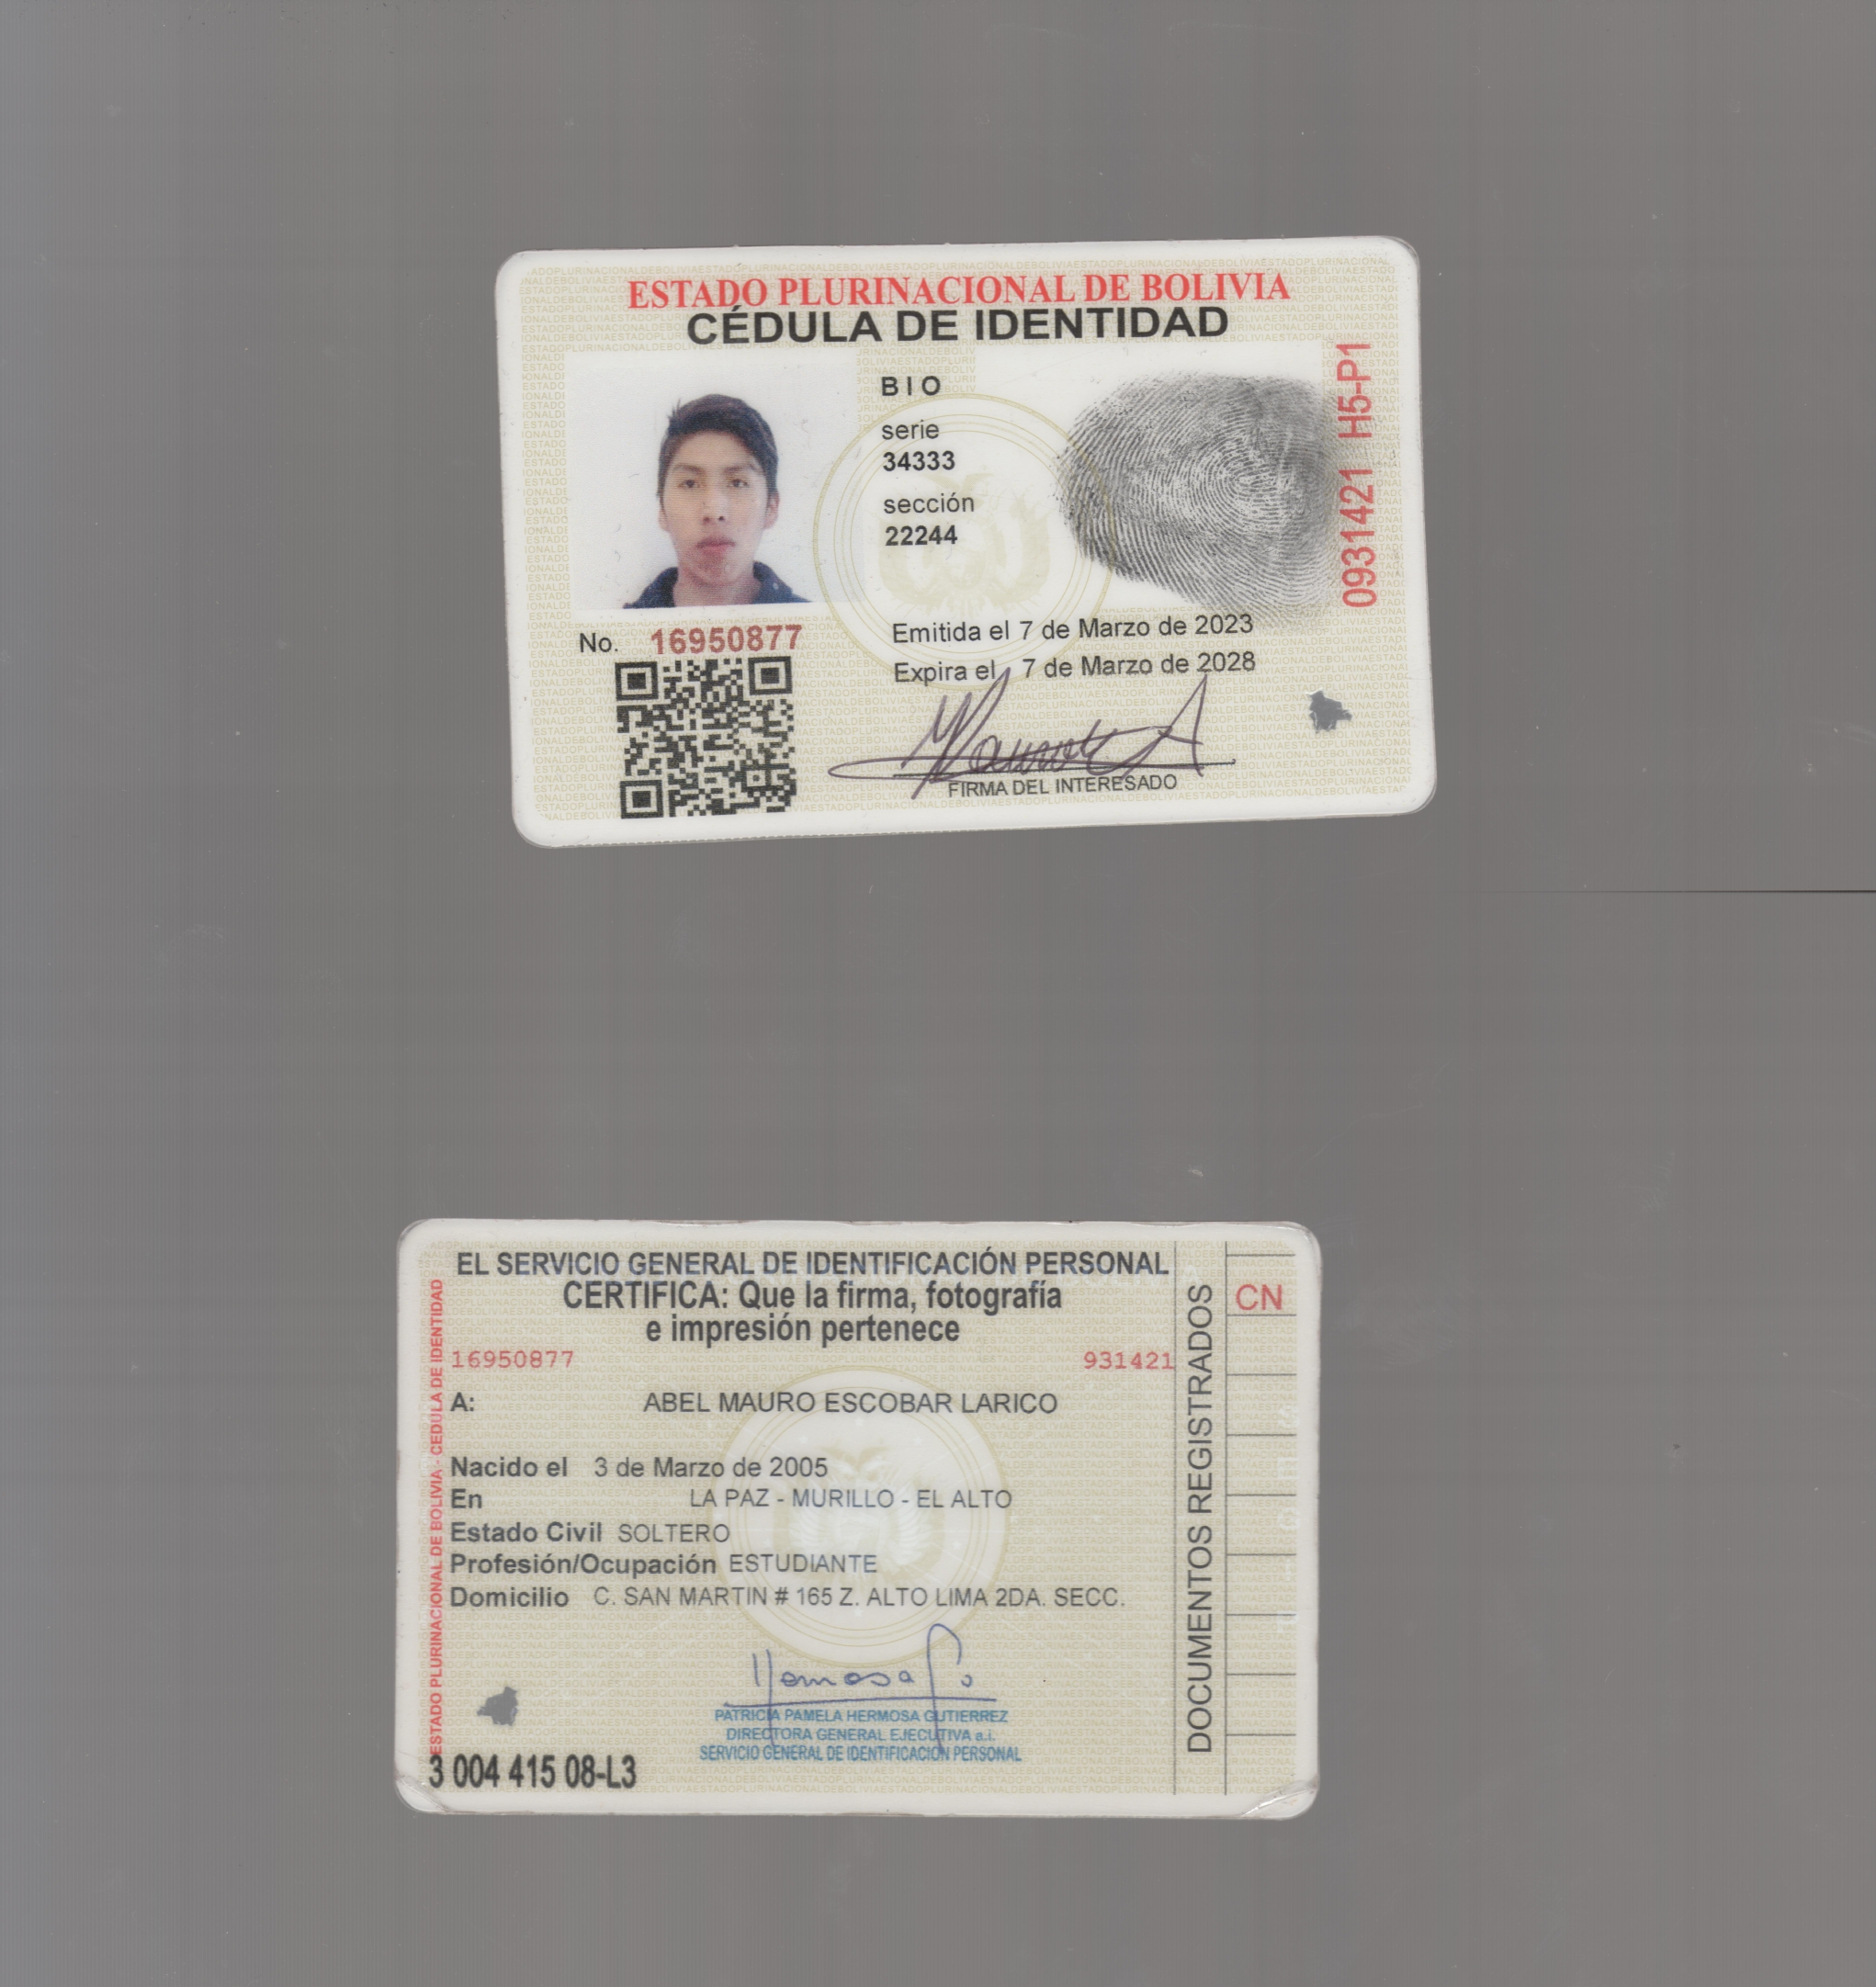 ESTADO PLURINACIONAL DE BOLIVIA
CÉDULA DE IDENTIDAD
BIO
serie
34333
sección
22244
0931421 H5-P1
No. 16950877
Emitida el 7 de Marzo de 2023
Expira el 7 de Marzo de 2028
FIRMA DEL INTERESADO
EL SERVICIO GENERAL DE IDENTIFICACIÓN PERSONAL
CERTIFICA: Que la firma, fotografía
e impresión pertenece
16950877 931421
A: ABEL MAURO ESCOBAR LARICO
Nacido el 3 de Marzo de 2005
En LA PAZ - MURILLO - EL ALTO
Estado Civil SOLTERO
Profesión/Ocupación ESTUDIANTE
Domicilio C. SAN MARTIN # 165 Z. ALTO LIMA 2DA. SECC.
PATRICIA PAMELA HERMOSA GUTIERREZ
DIRECTORA GENERAL EJECUTIVA a.i.
SERVICIO GENERAL DE IDENTIFICACIÓN PERSONAL
3 004 415 08-L3
ESTADO PLURINACIONAL DE BOLIVIA - CEDULA DE IDENTIDAD
DOCUMENTOS REGISTRADOS
CN